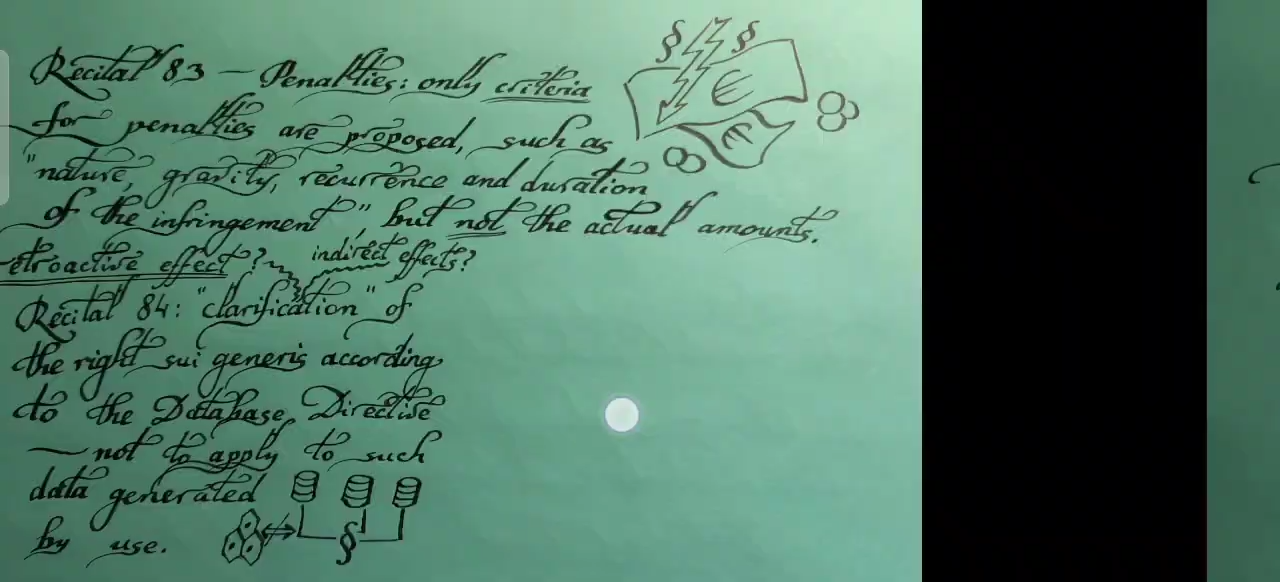 Recital 83 — Penalties: only criteria
for penalties are proposed, such as
"nature, gravity, recurrence and duration
of the infringement", but not the actual amounts.
etroactive effect? indirect effects?
Recital 84: "clarification" of
the right sui generis according
to the Database Directive
— not to apply to such
data generated
by use.
§ §
€
€
§